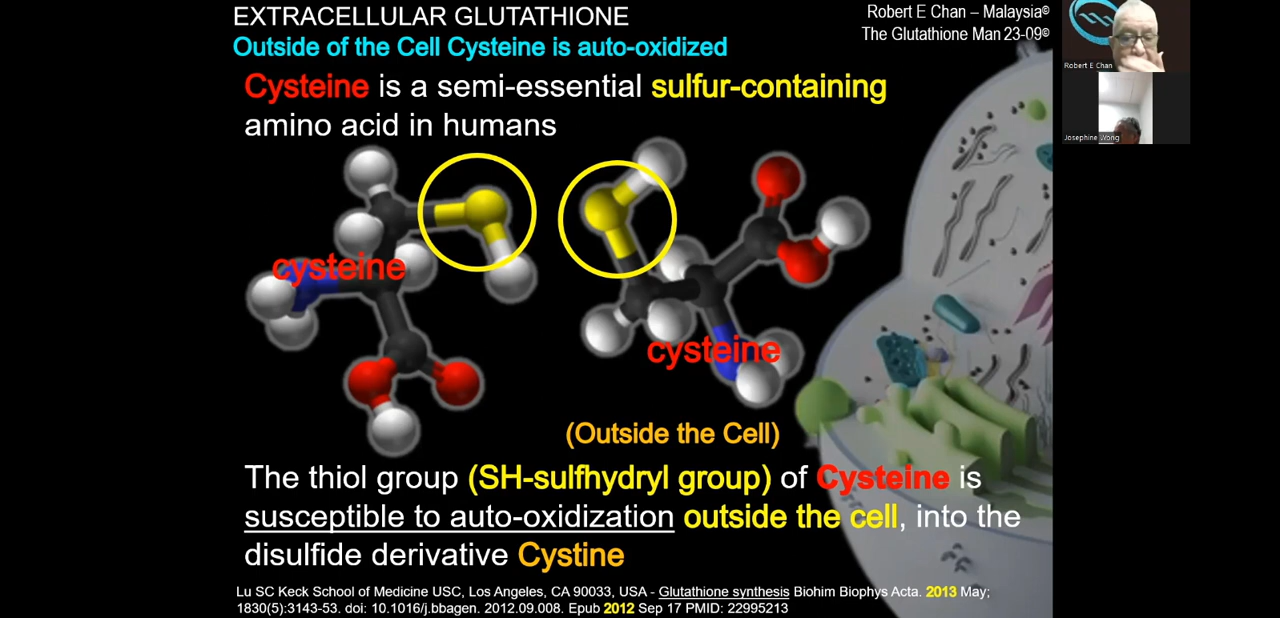 EXTRACELLULAR GLUTATHIONE
Outside of the Cell Cysteine is auto-oxidized
Robert E Chan – Malaysia©
The Glutathione Man 23-09©
Robert E Chan
Josephine Wong
Cysteine is a semi-essential sulfur-containing
amino acid in humans
cysteine
cysteine
(Outside the Cell)
The thiol group (SH-sulfhydryl group) of Cysteine is
susceptible to auto-oxidization outside the cell, into the
disulfide derivative Cystine
Lu SC Keck School of Medicine USC, Los Angeles, CA 90033, USA - Glutathione synthesis Biohim Biophys Acta. 2013 May;
1830(5):3143-53. doi: 10.1016/j.bbagen. 2012.09.008. Epub 2012 Sep 17 PMID: 22995213